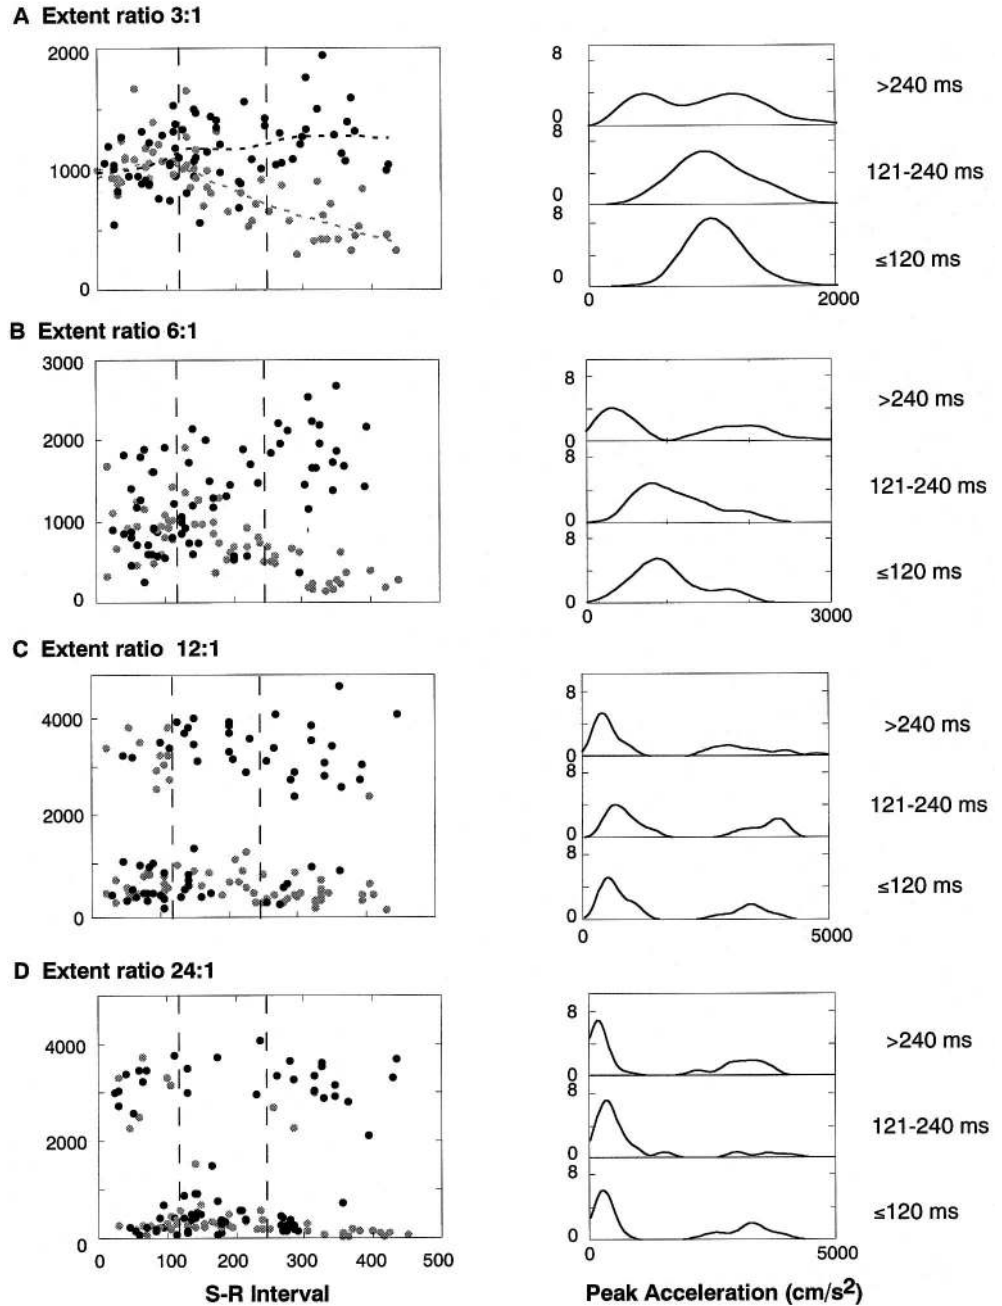 A Extent ratio 3:1
2000
1000
0
8
0
>240 ms
8
0
121-240 ms
8
0
≤120 ms
0 2000
B Extent ratio 6:1
3000
2000
1000
0
8
0
>240 ms
8
0
121-240 ms
8
0
≤120 ms
0 3000
C Extent ratio 12:1
4000
2000
0
8
0
>240 ms
8
0
121-240 ms
8
0
≤120 ms
0 5000
D Extent ratio 24:1
4000
2000
0
0 100 200 300 400 500
S-R Interval
8
0
>240 ms
8
0
121-240 ms
8
0
≤120 ms
0 5000
Peak Acceleration (cm/s2)